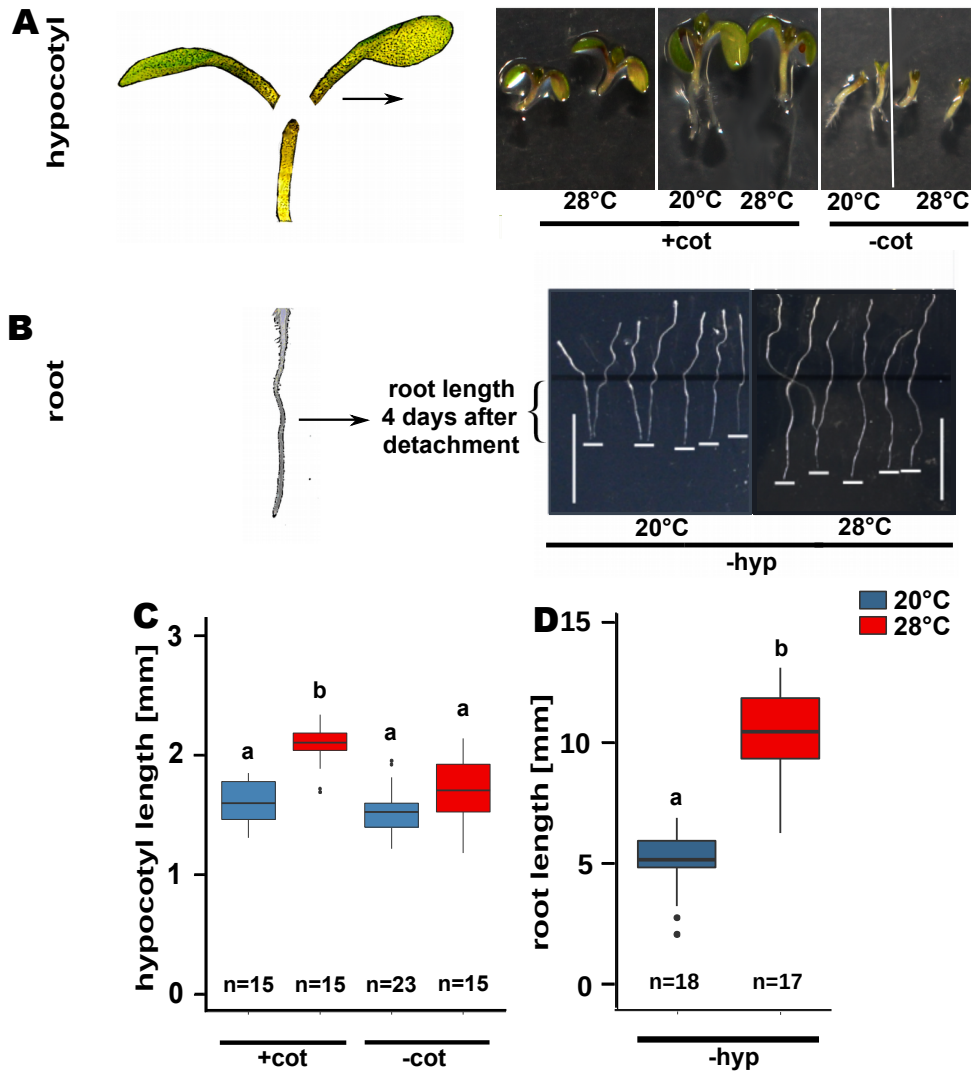 A
hypocotyl
28°C
20°C 28°C
20°C 28°C
+cot
-cot
B
root
root length
4 days after
detachment
20°C 28°C
-hyp
20°C
28°C
C
hypocotyl length [mm]
3
2
1
0
a
b
a
a
n=15 n=15 n=23 n=15
+cot -cot
D
root length [mm]
15
10
5
0
a
b
n=18 n=17
-hyp